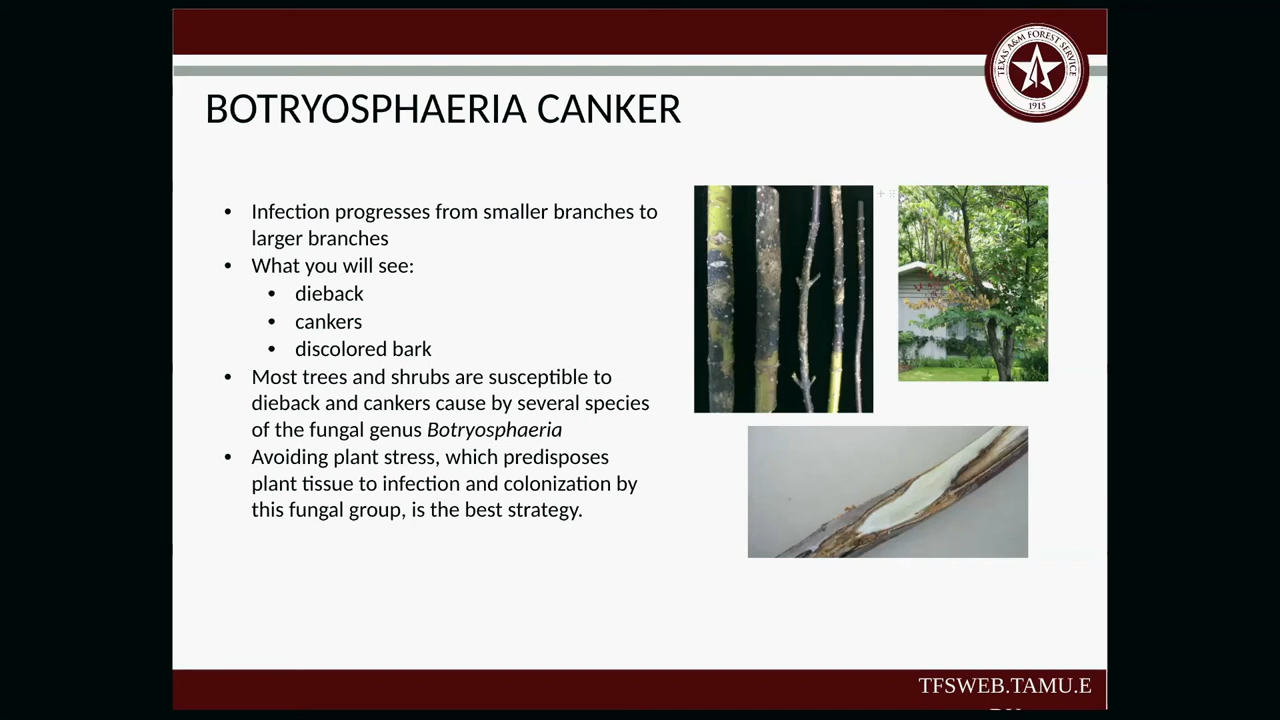 TEXAS A&M FOREST SERVICE
1915
BOTRYOSPHAERIA CANKER
• Infection progresses from smaller branches to
larger branches
• What you will see:
• dieback
• cankers
• discolored bark
• Most trees and shrubs are susceptible to
dieback and cankers cause by several species
of the fungal genus Botryosphaeria
• Avoiding plant stress, which predisposes
plant tissue to infection and colonization by
this fungal group, is the best strategy.
TFSWEB.TAMU.E